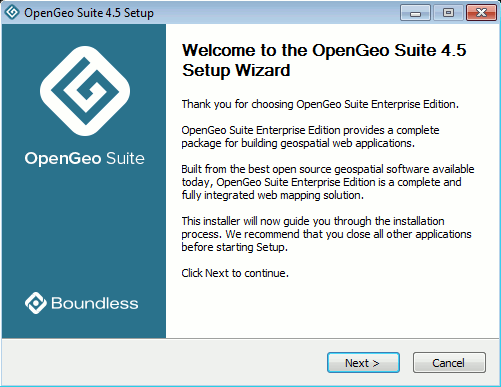 OpenGeo Suite 4.5 Setup
Welcome to the OpenGeo Suite 4.5
Setup Wizard
Thank you for choosing OpenGeo Suite Enterprise Edition.
OpenGeo Suite Enterprise Edition provides a complete
package for building geospatial web applications.
Built from the best open source geospatial software available
today, OpenGeo Suite Enterprise Edition is a complete and
fully integrated web mapping solution.
This installer will now guide you through the installation
process. We recommend that you close all other applications
before starting Setup.
Click Next to continue.
OpenGeo Suite
Boundless
Next >
Cancel